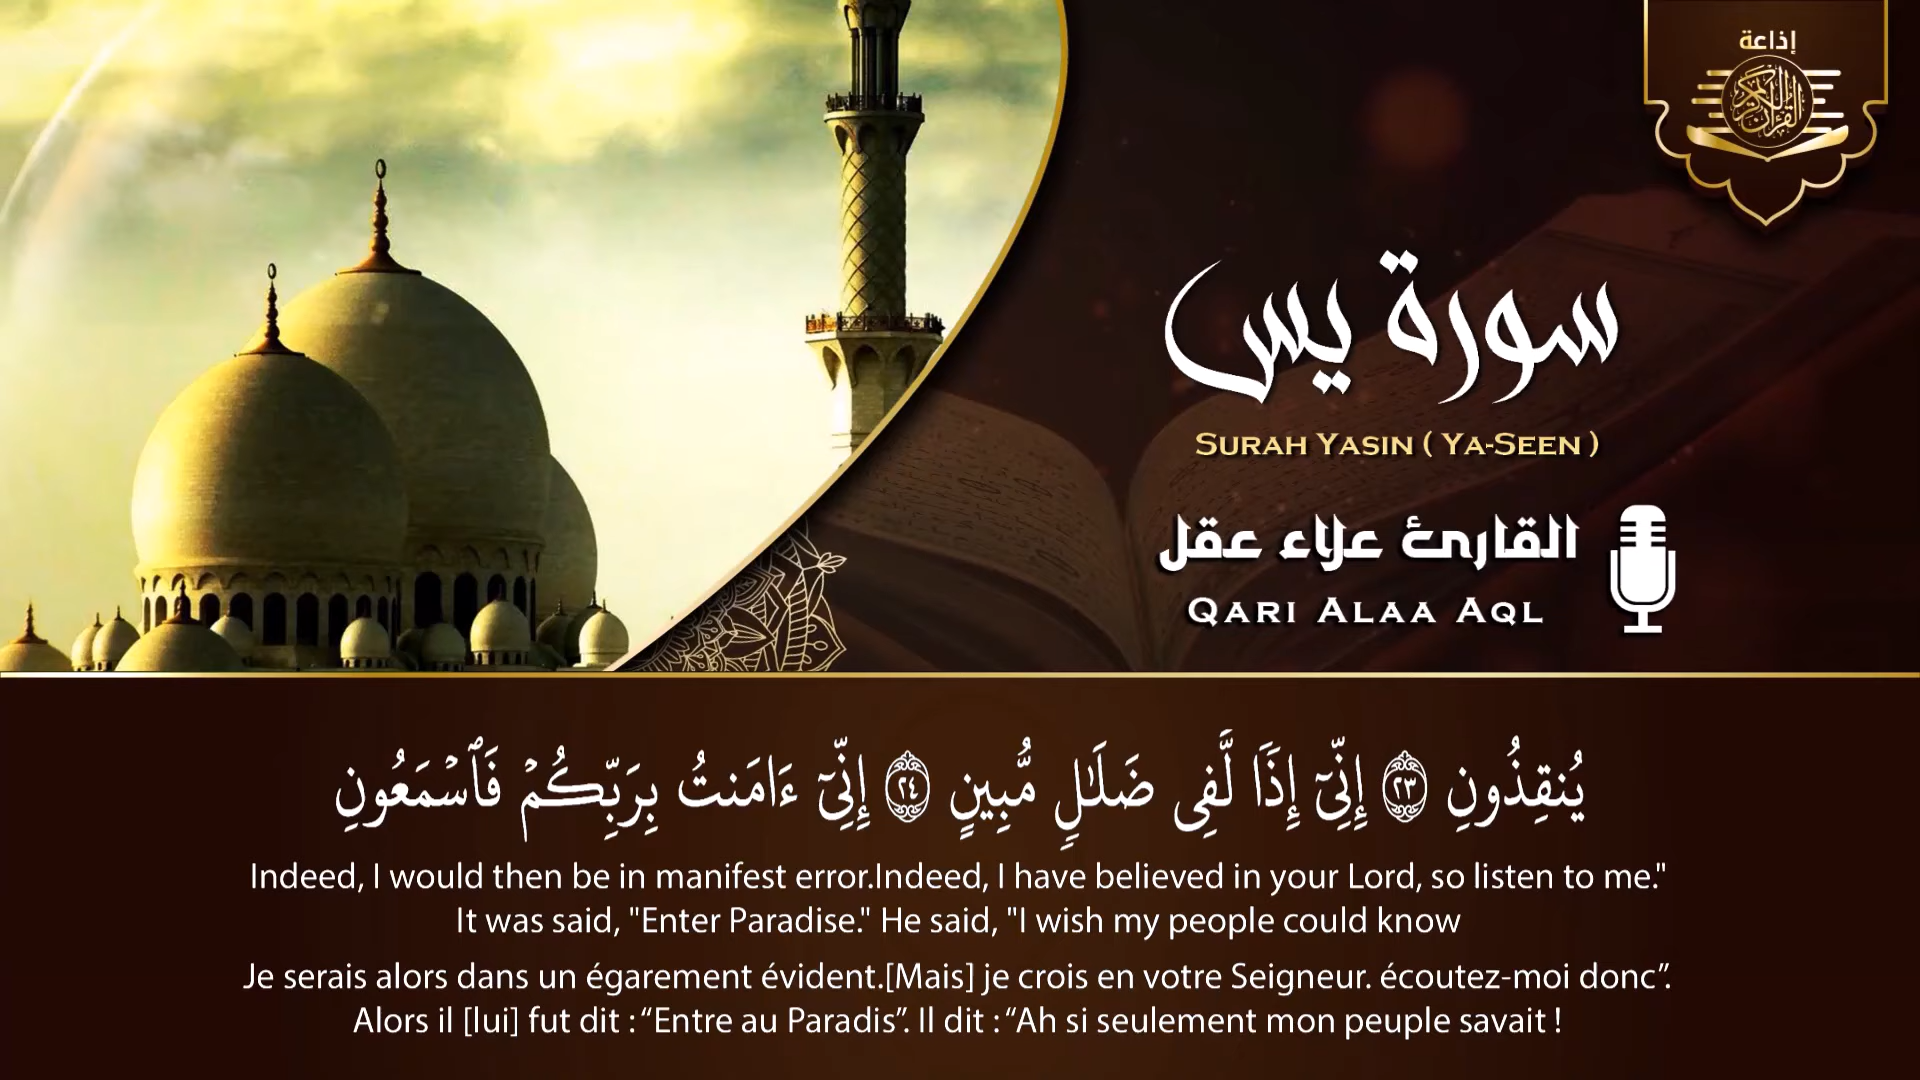 إذاعة
القرآن الكريم
سورة يس
SURAH YASIN ( YA-SEEN )
القارئ علاء عقل
QARI ALAA AQL
يُنقِذُونِ ٢٣ إِنِّىٓ إِذًا لَّفِى ضَلَـٰلٍ مُّبِينٍ ٢٤ إِنِّىٓ ءَامَنتُ بِرَبِّكُمْ فَٱسْمَعُونِ
Indeed, I would then be in manifest error.Indeed, I have believed in your Lord, so listen to me."
It was said, "Enter Paradise." He said, "I wish my people could know
Je serais alors dans un égarement évident.[Mais] je crois en votre Seigneur. écoutez-moi donc”.
Alors il [lui] fut dit : “Entre au Paradis”. Il dit : “Ah si seulement mon peuple savait !